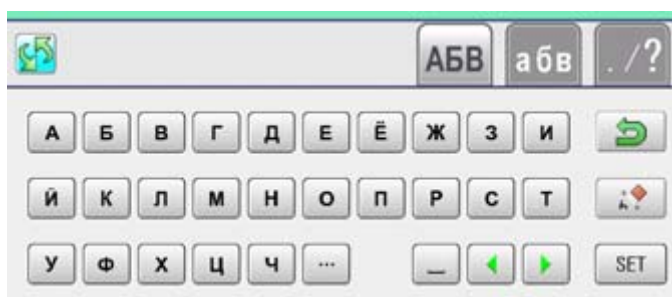 АБВ абв ./?
А Б В Г Д Е Ё Ж З И
Й К Л М Н О П Р С Т
У Ф Х Ц Ч ... _ SET